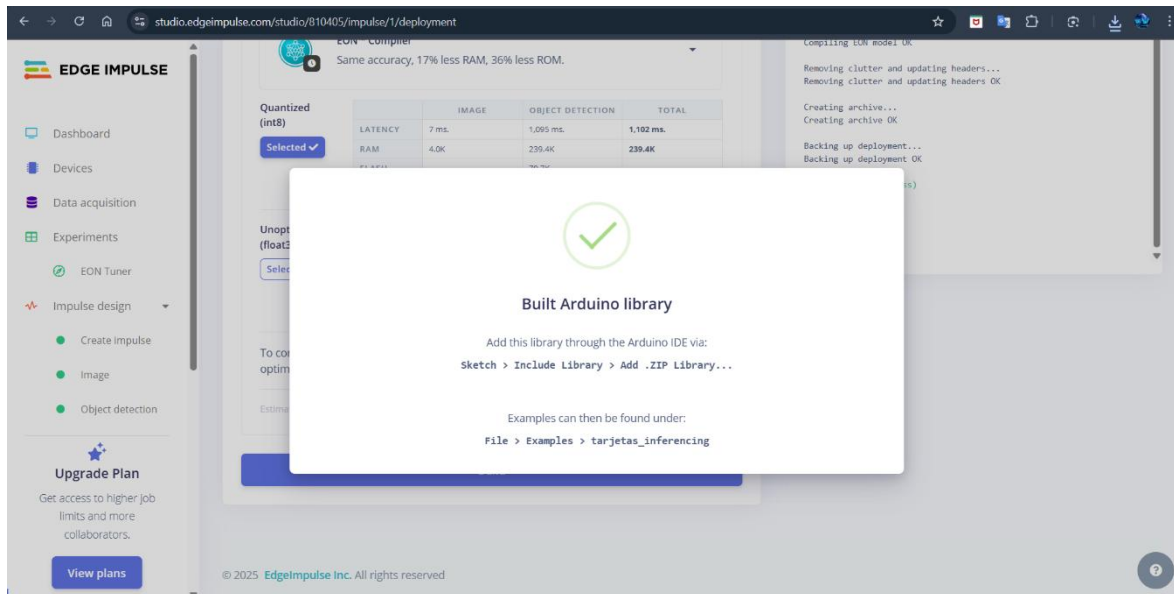 studio.edgeimpulse.com/studio/810405/impulse/1/deployment
EDGE IMPULSE
Dashboard
Devices
Data acquisition
Experiments
EON Tuner
Impulse design
Create impulse
Image
Object detection
Upgrade Plan
Get access to higher job
limits and more
collaborators.
View plans
EON™ Compiler
Same accuracy, 17% less RAM, 36% less ROM.
Quantized
(int8)
Selected
IMAGE OBJECT DETECTION TOTAL
LATENCY 7 ms. 1,095 ms. 1,102 ms.
RAM 4.0K 239.4K 239.4K
Built Arduino library
Add this library through the Arduino IDE via:
Sketch > Include Library > Add .ZIP Library...
Examples can then be found under:
File > Examples > tarjetas_inferencing
Compiling EON model OK
Removing clutter and updating headers...
Removing clutter and updating headers OK
Creating archive...
Creating archive OK
Backing up deployment...
Backing up deployment OK
© 2025 EdgeImpulse Inc. All rights reserved